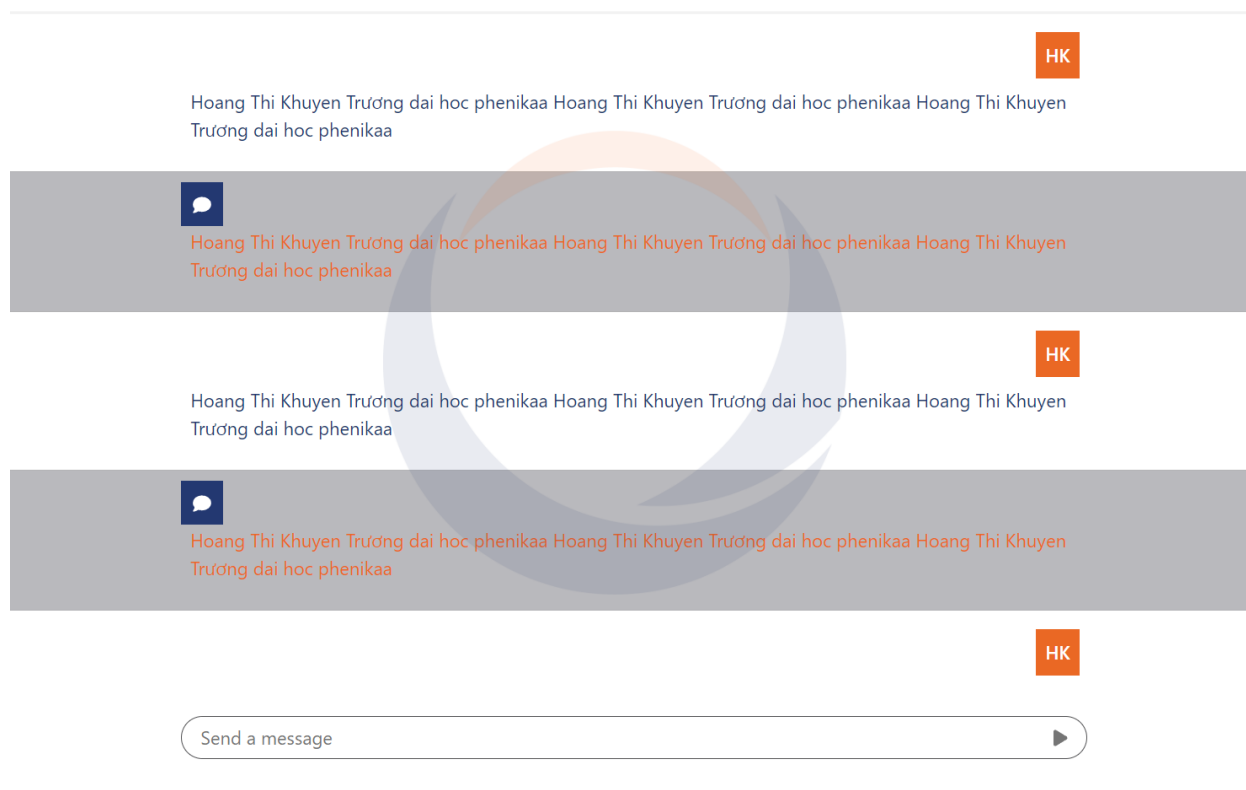 HK
Hoang Thi Khuyen Trương dai hoc phenikaa Hoang Thi Khuyen Trương dai hoc phenikaa Hoang Thi Khuyen
Trương dai hoc phenikaa
Hoang Thi Khuyen Trương dai hoc phenikaa Hoang Thi Khuyen Trương dai hoc phenikaa Hoang Thi Khuyen
Trương dai hoc phenikaa
HK
Hoang Thi Khuyen Trương dai hoc phenikaa Hoang Thi Khuyen Trương dai hoc phenikaa Hoang Thi Khuyen
Trương dai hoc phenikaa
Hoang Thi Khuyen Trương dai hoc phenikaa Hoang Thi Khuyen Trương dai hoc phenikaa Hoang Thi Khuyen
Trương dai hoc phenikaa
HK
Send a message